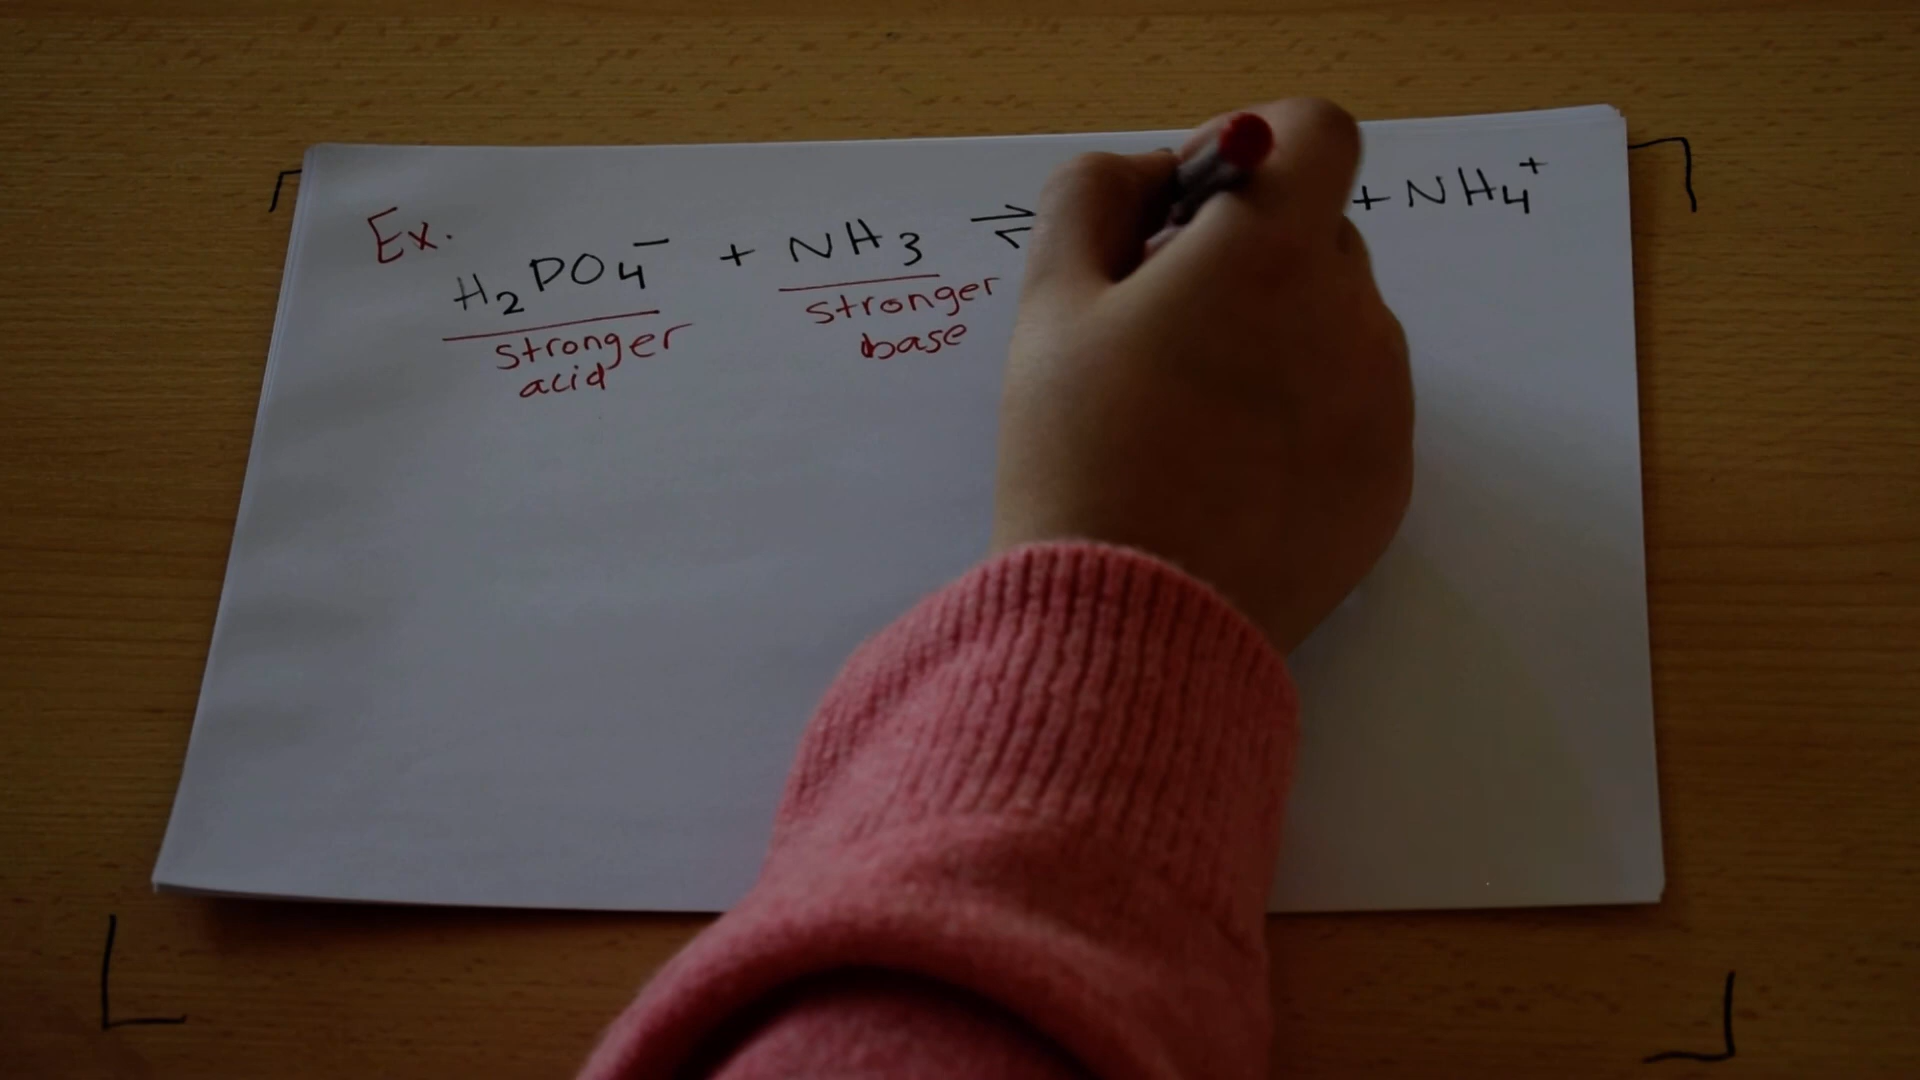 Ex.
H₂PO₄⁻ + NH₃ ⇌ + NH₄⁺
stronger acid
stronger base